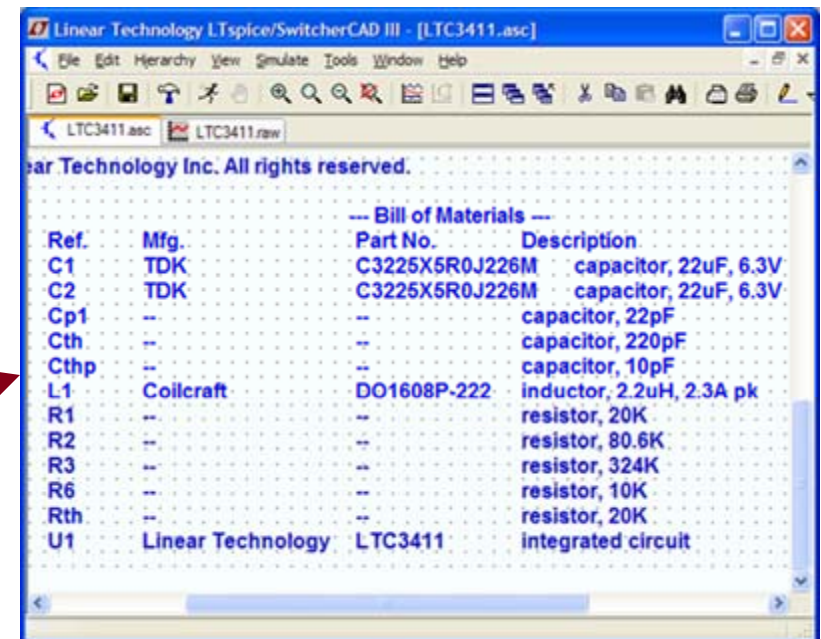 Linear Technology LTspice/SwitcherCAD III - [LTC3411.asc]
File Edit Hierarchy View Simulate Tools Window Help
LTC3411.asc LTC3411.raw
ear Technology Inc. All rights reserved.
--- Bill of Materials ---
Ref. Mfg. Part No. Description
C1 TDK C3225X5R0J226M capacitor, 22uF, 6.3V
C2 TDK C3225X5R0J226M capacitor, 22uF, 6.3V
Cp1 -- -- capacitor, 22pF
Cth -- -- capacitor, 220pF
Cthp -- -- capacitor, 10pF
L1 Coilcraft DO1608P-222 inductor, 2.2uH, 2.3A pk
R1 -- -- resistor, 20K
R2 -- -- resistor, 80.6K
R3 -- -- resistor, 324K
R6 -- -- resistor, 10K
Rth -- -- resistor, 20K
U1 Linear Technology LTC3411 integrated circuit